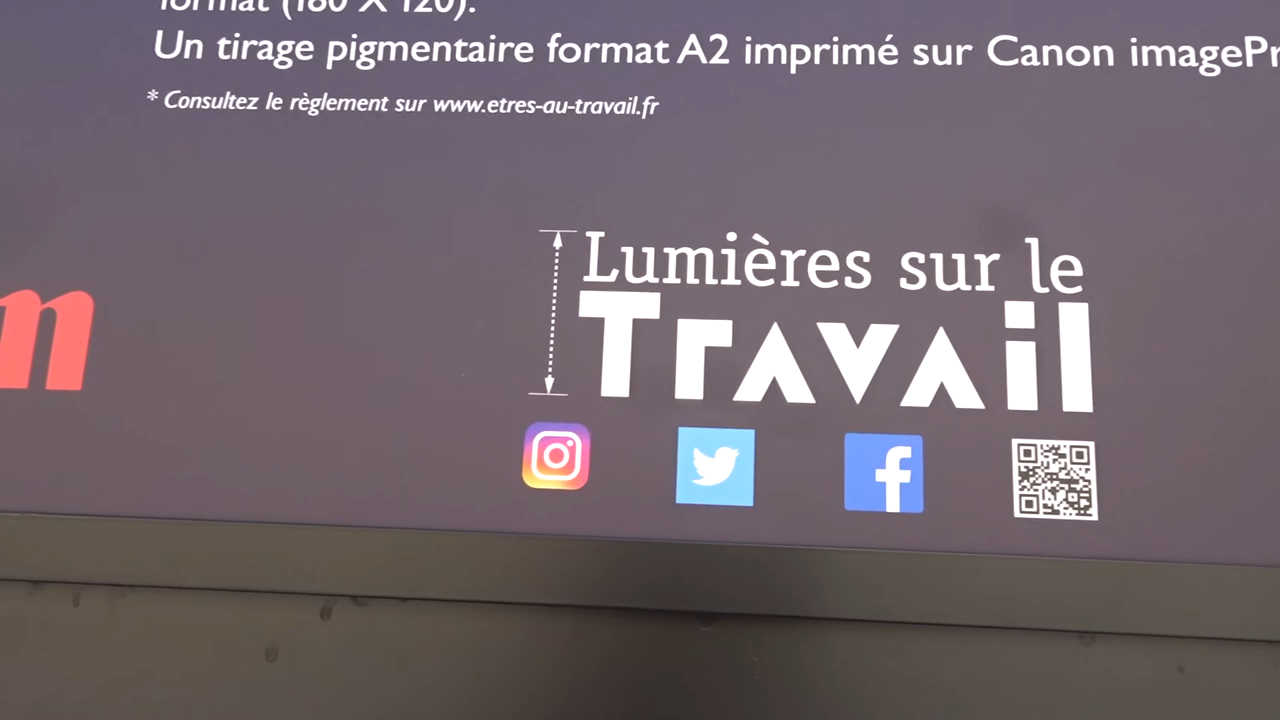 format (180 X 120).
Un tirage pigmentaire format A2 imprimé sur Canon
* Consultez le règlement sur www.etres-au-travail.fr
Lumières sur le
Travail